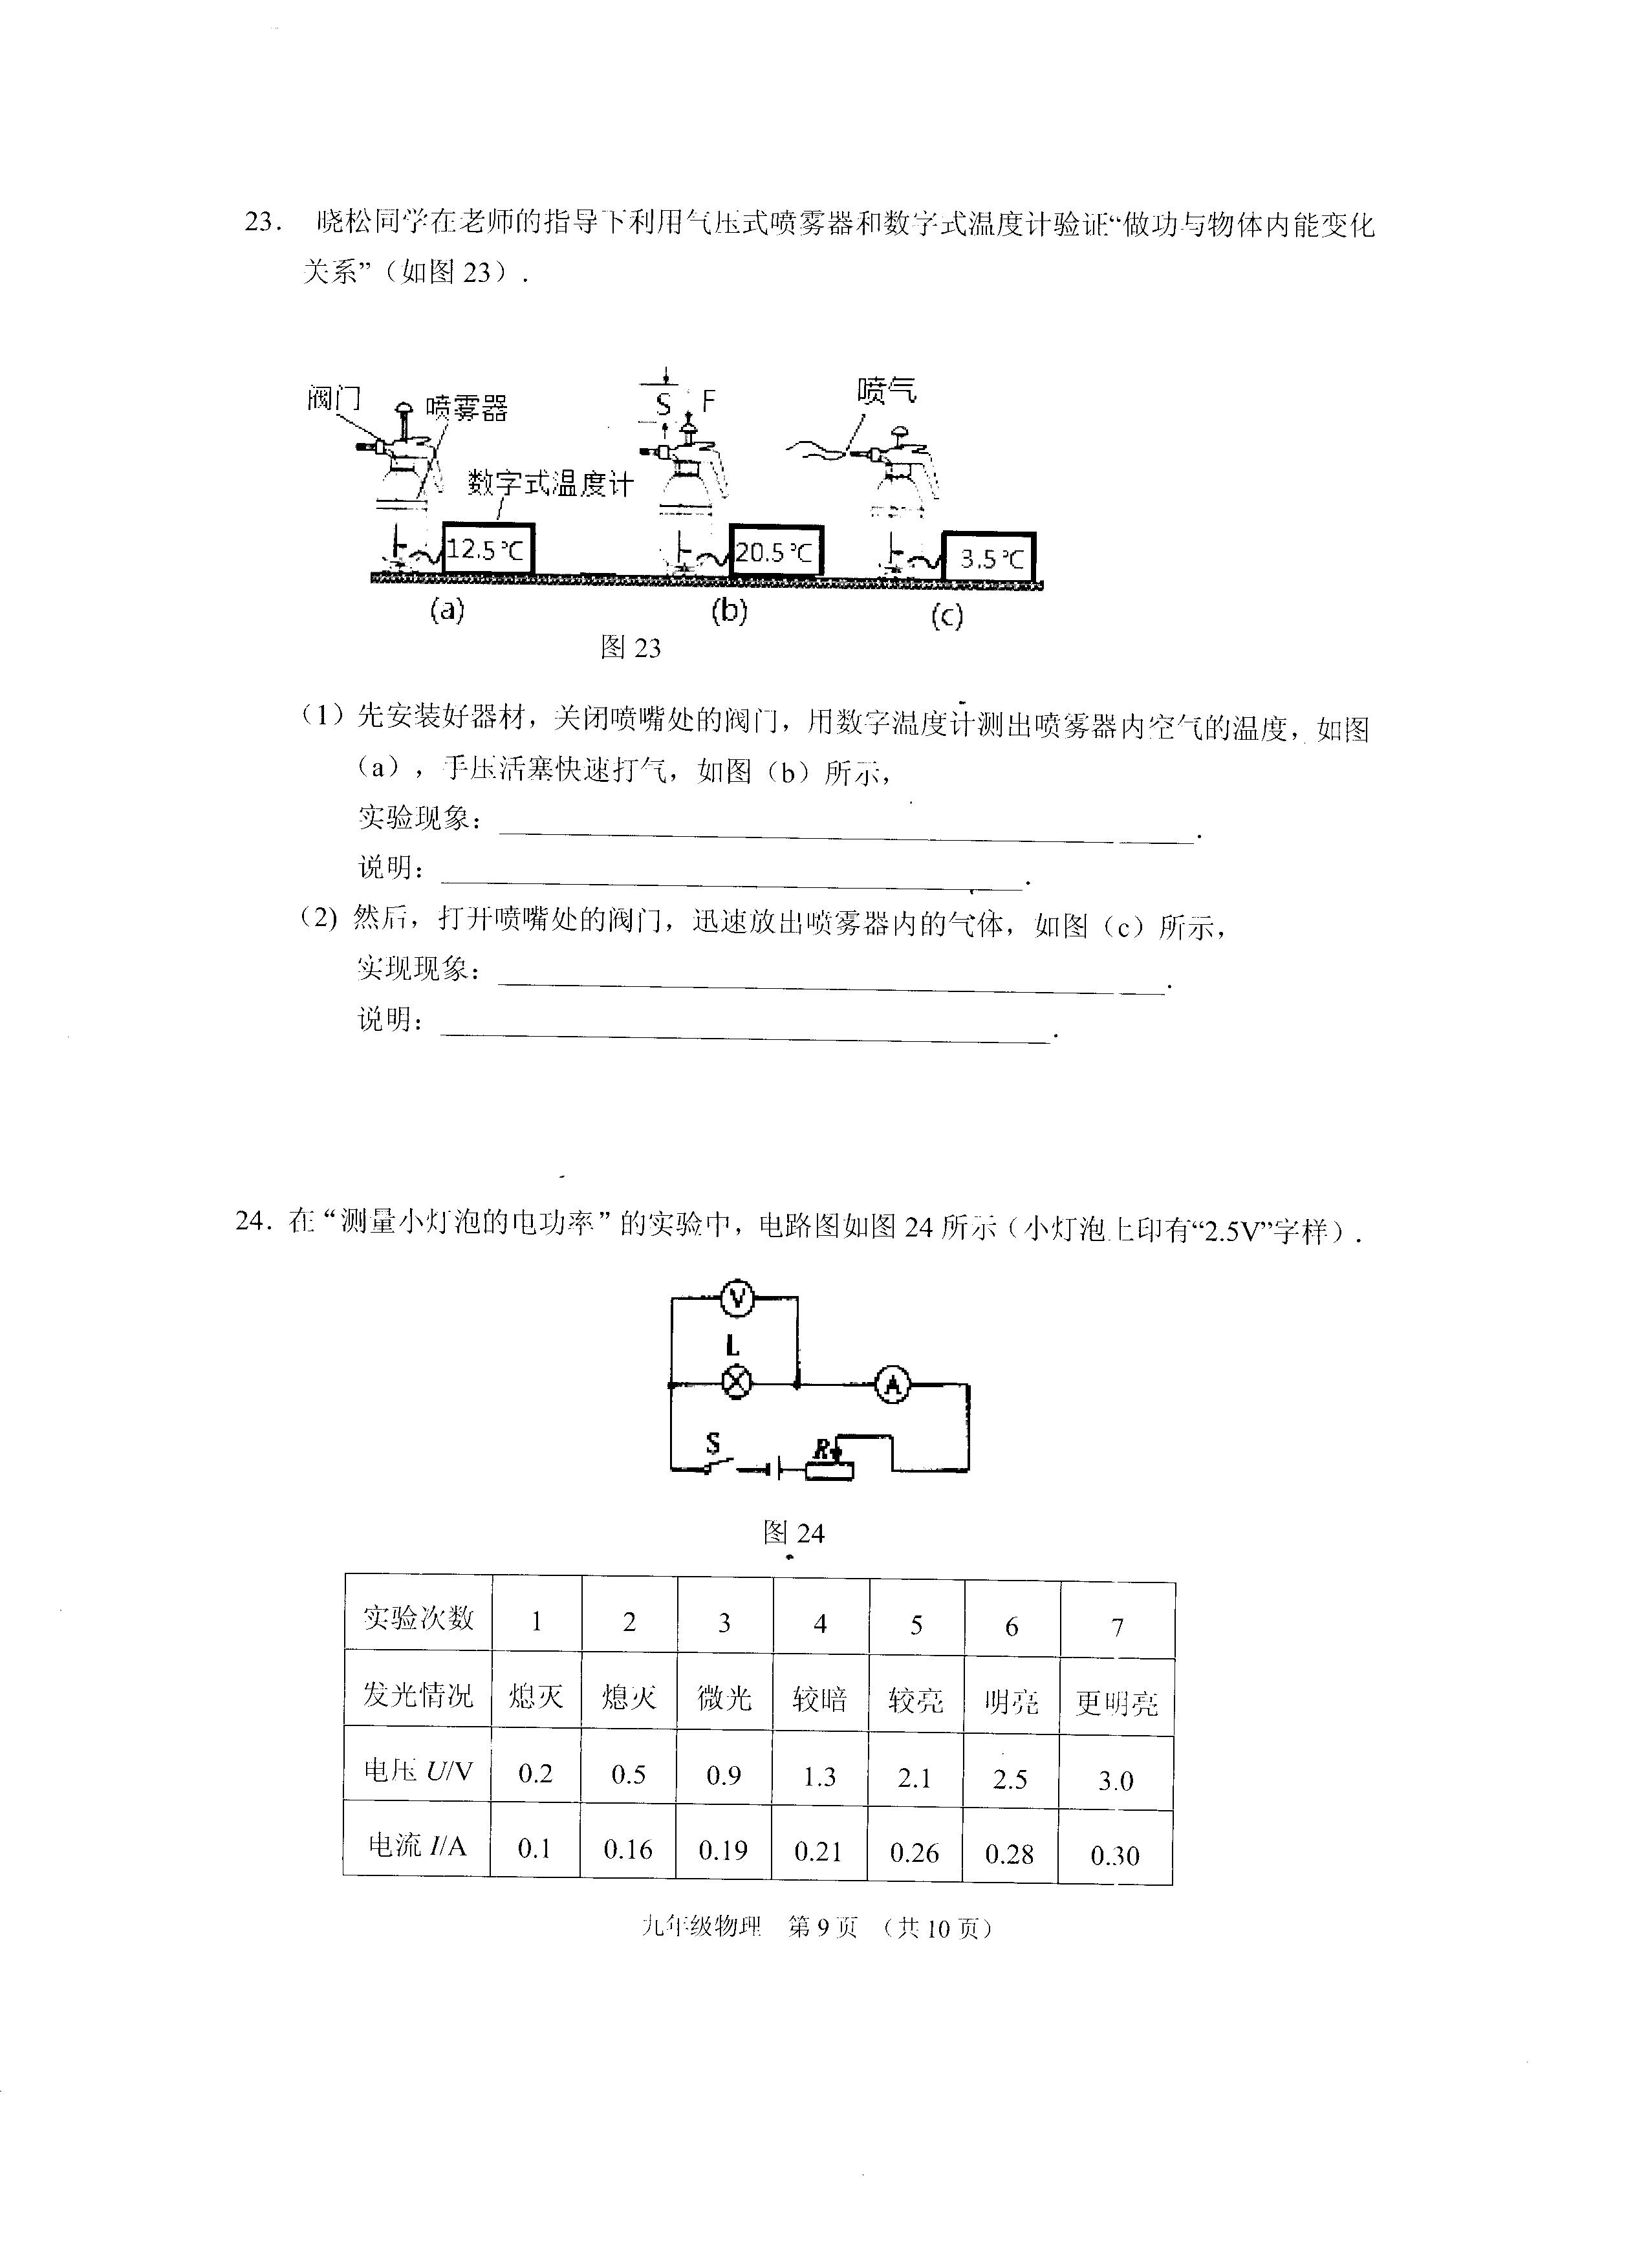 23. 晓松同学在老师的指导下利用气压式喷雾器和数字式温度计验证“做功与物体内能变化
关系”（如图 23）.
阀门
喷雾器
数字式温度计
12.5℃
(a)
S
F
20.5℃
(b)
喷气
3.5℃
(c)
图 23
（1）先安装好器材，关闭喷嘴处的阀门，用数字温度计测出喷雾器内空气的温度，如图
（a），手压活塞快速打气，如图（b）所示，
实验现象：
说明：
（2) 然后，打开喷嘴处的阀门，迅速放出喷雾器内的气体，如图（c）所示，
实现现象：
说明：
24. 在“测量小灯泡的电功率”的实验中，电路图如图 24 所示（小灯泡上印有“2.5V”字样）.
V
L
A
S
R
图 24
实验次数 1 2 3 4 5 6 7
发光情况 熄灭 熄灭 微光 较暗 较亮 明亮 更明亮
电压 U/V 0.2 0.5 0.9 1.3 2.1 2.5 3.0
电流 I/A 0.1 0.16 0.19 0.21 0.26 0.28 0.30
九年级物理 第 9 页 （共 10 页）